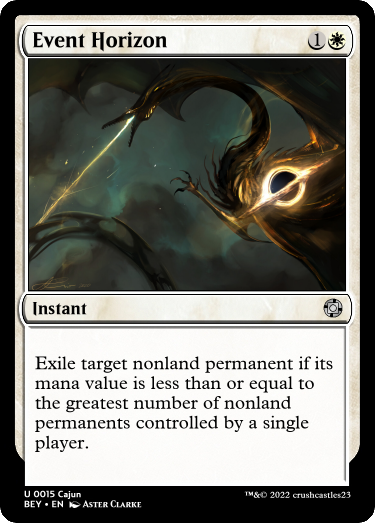 Event Horizon 1
Instant
Exile target nonland permanent if its
mana value is less than or equal to
the greatest number of nonland
permanents controlled by a single
player.
U 0015 Cajun
BEY • EN Aster Clarke
™&© 2022 crushcastles23